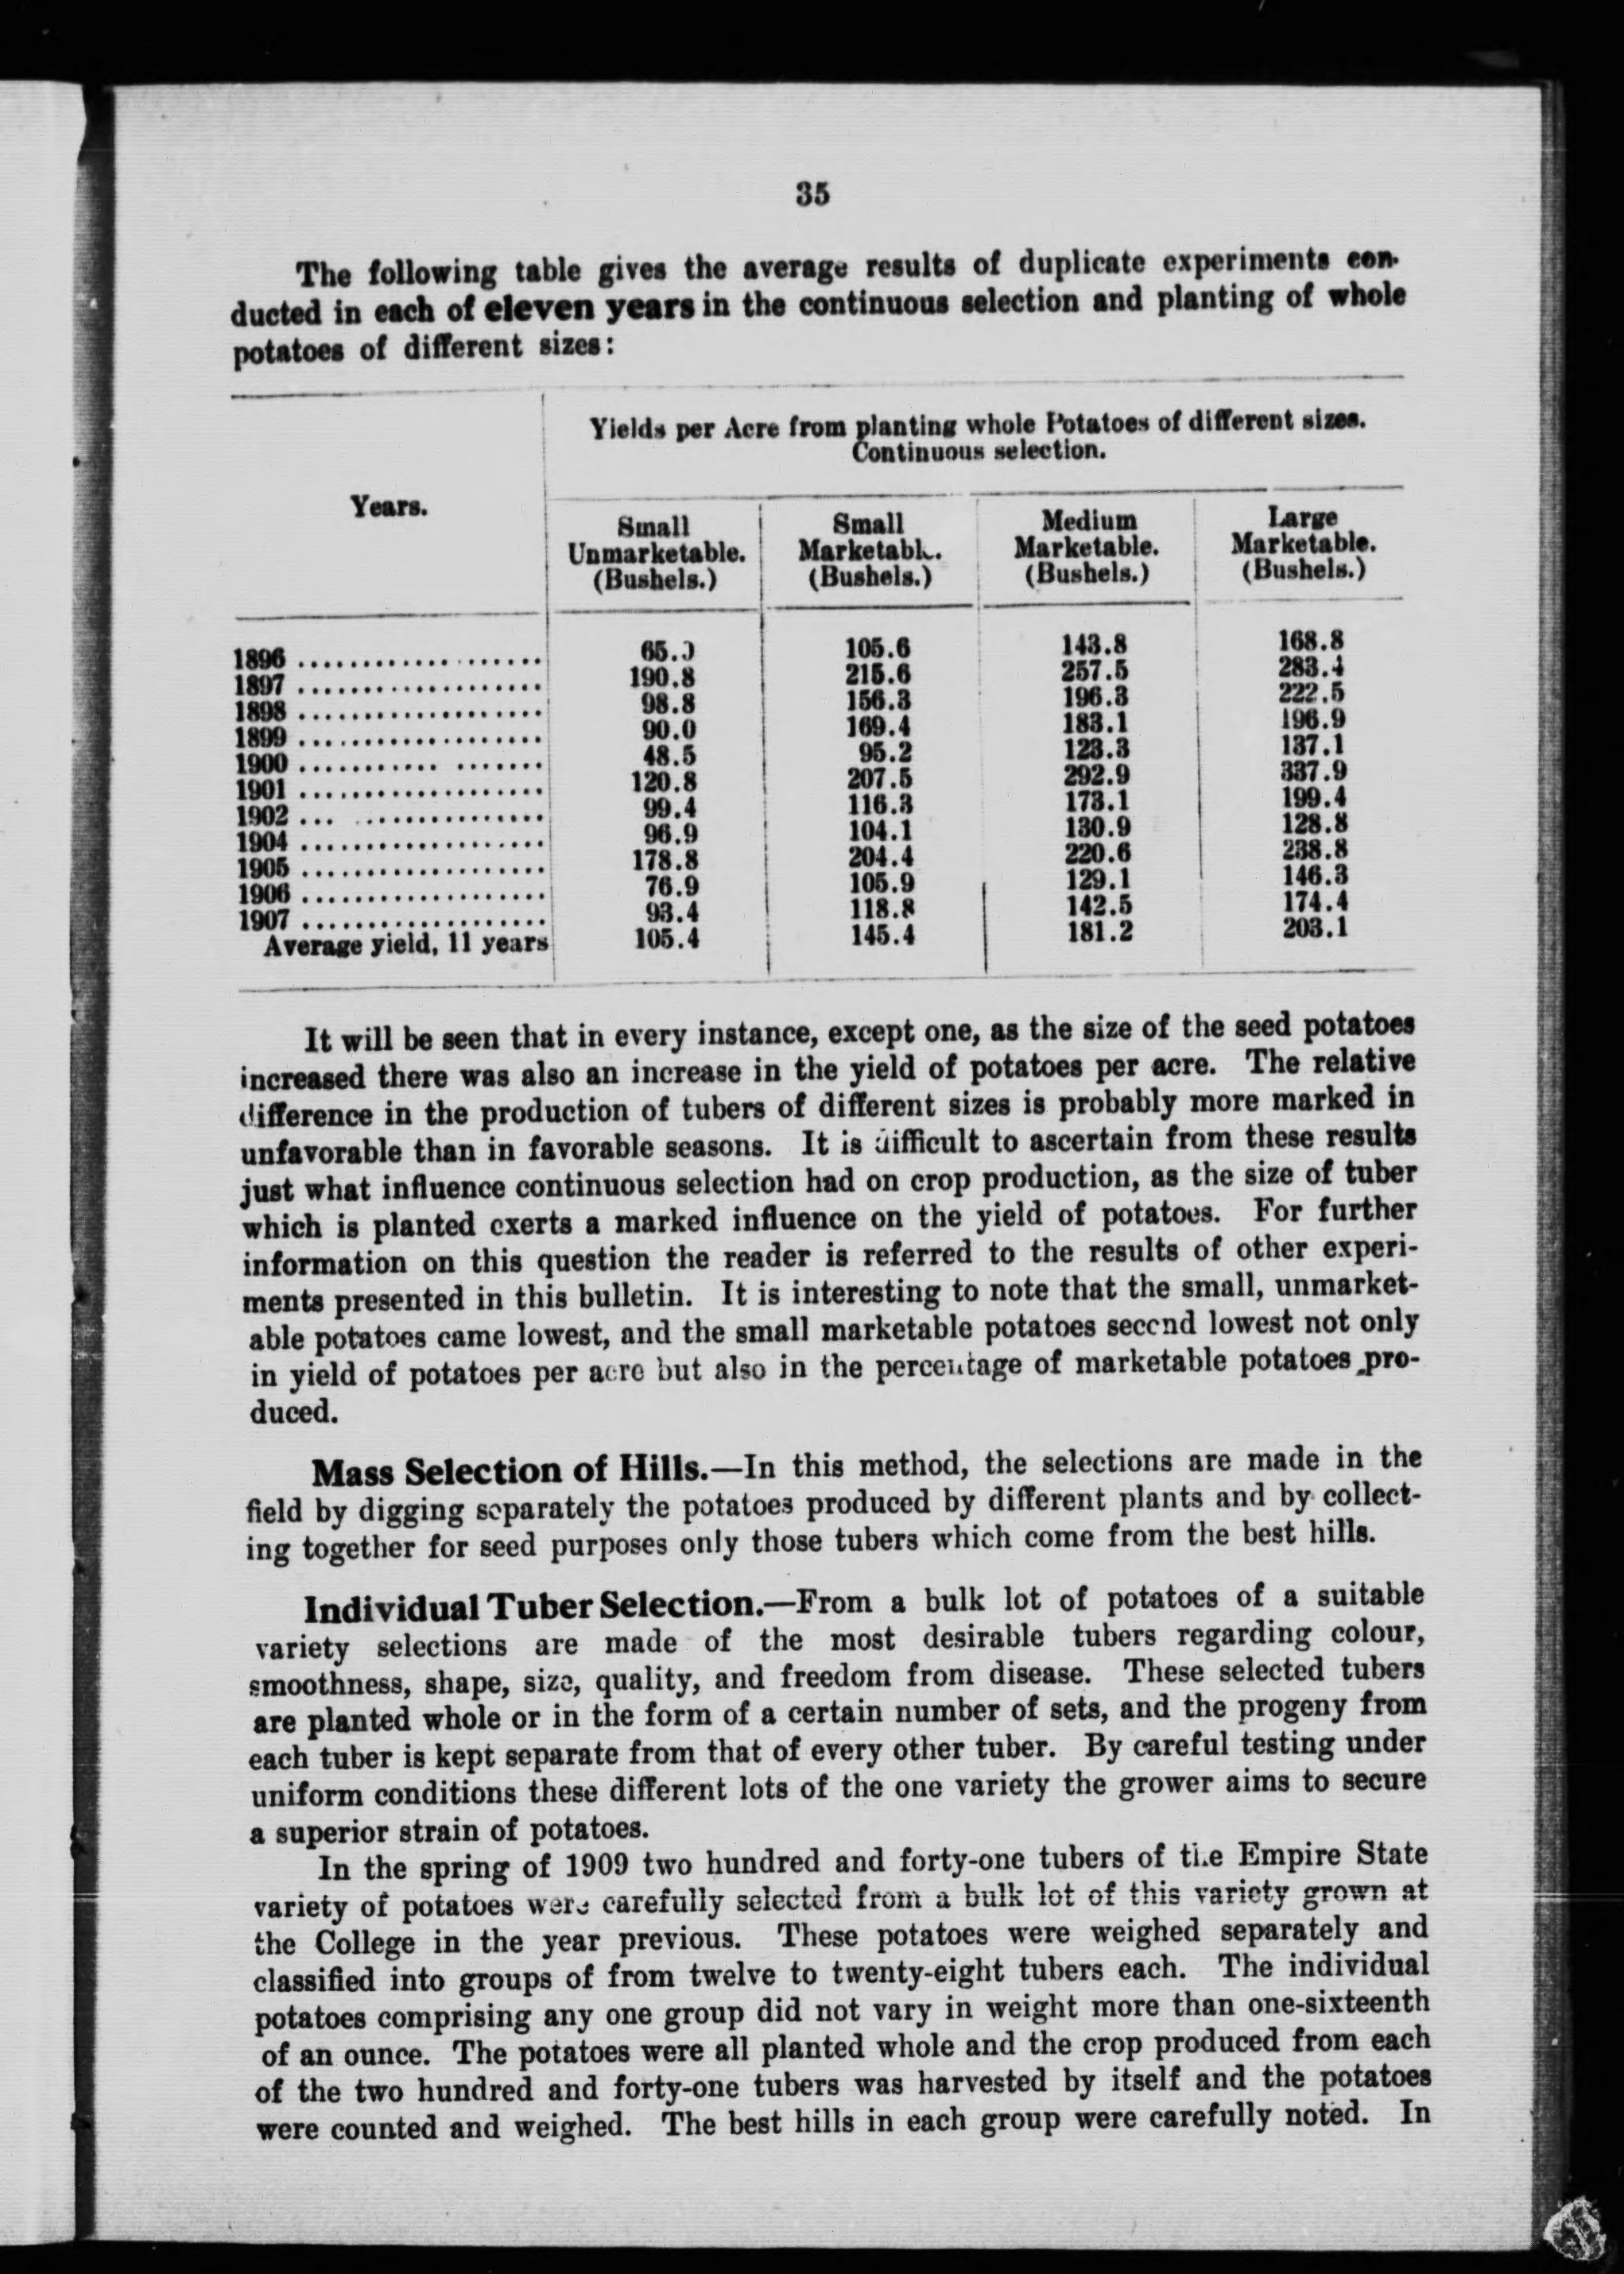 35
The following table gives the average results of duplicate experiments con-
ducted in each of eleven years in the continuous selection and planting of whole
potatoes of different sizes:
Yields per Acre from planting whole Potatoes of different sizes.
Continuous selection.
Years.
Small Unmarketable. (Bushels.) Small Marketable. (Bushels.) Medium Marketable. (Bushels.) Large Marketable. (Bushels.)
1896 .................... 65.0 105.6 143.8 168.8
1897 .................... 190.8 215.6 257.5 283.4
1898 .................... 98.8 156.3 196.3 222.5
1899 .................... 90.0 169.4 183.1 196.9
1900 .................... 48.5 95.2 123.3 137.1
1901 .................... 120.8 207.5 292.9 337.9
1902 .................... 99.4 116.3 173.1 199.4
1904 .................... 96.9 104.1 130.9 128.8
1905 .................... 178.8 204.4 220.6 238.8
1906 .................... 76.9 105.9 129.1 146.3
1907 .................... 93.4 118.8 142.5 174.4
Average yield, 11 years 105.4 145.4 181.2 203.1
It will be seen that in every instance, except one, as the size of the seed potatoes
increased there was also an increase in the yield of potatoes per acre. The relative
difference in the production of tubers of different sizes is probably more marked in
unfavorable than in favorable seasons. It is difficult to ascertain from these results
just what influence continuous selection had on crop production, as the size of tuber
which is planted exerts a marked influence on the yield of potatoes. For further
information on this question the reader is referred to the results of other experi-
ments presented in this bulletin. It is interesting to note that the small, unmarket-
able potatoes came lowest, and the small marketable potatoes second lowest not only
in yield of potatoes per acre but also in the percentage of marketable potatoes pro-
duced.
Mass Selection of Hills.—In this method, the selections are made in the
field by digging separately the potatoes produced by different plants and by collect-
ing together for seed purposes only those tubers which come from the best hills.
Individual Tuber Selection.—From a bulk lot of potatoes of a suitable
variety selections are made of the most desirable tubers regarding colour,
smoothness, shape, size, quality, and freedom from disease. These selected tubers
are planted whole or in the form of a certain number of sets, and the progeny from
each tuber is kept separate from that of every other tuber. By careful testing under
uniform conditions these different lots of the one variety the grower aims to secure
a superior strain of potatoes.
In the spring of 1909 two hundred and forty-one tubers of the Empire State
variety of potatoes were carefully selected from a bulk lot of this variety grown at
the College in the year previous. These potatoes were weighed separately and
classified into groups of from twelve to twenty-eight tubers each. The individual
potatoes comprising any one group did not vary in weight more than one-sixteenth
of an ounce. The potatoes were all planted whole and the crop produced from each
of the two hundred and forty-one tubers was harvested by itself and the potatoes
were counted and weighed. The best hills in each group were carefully noted. In